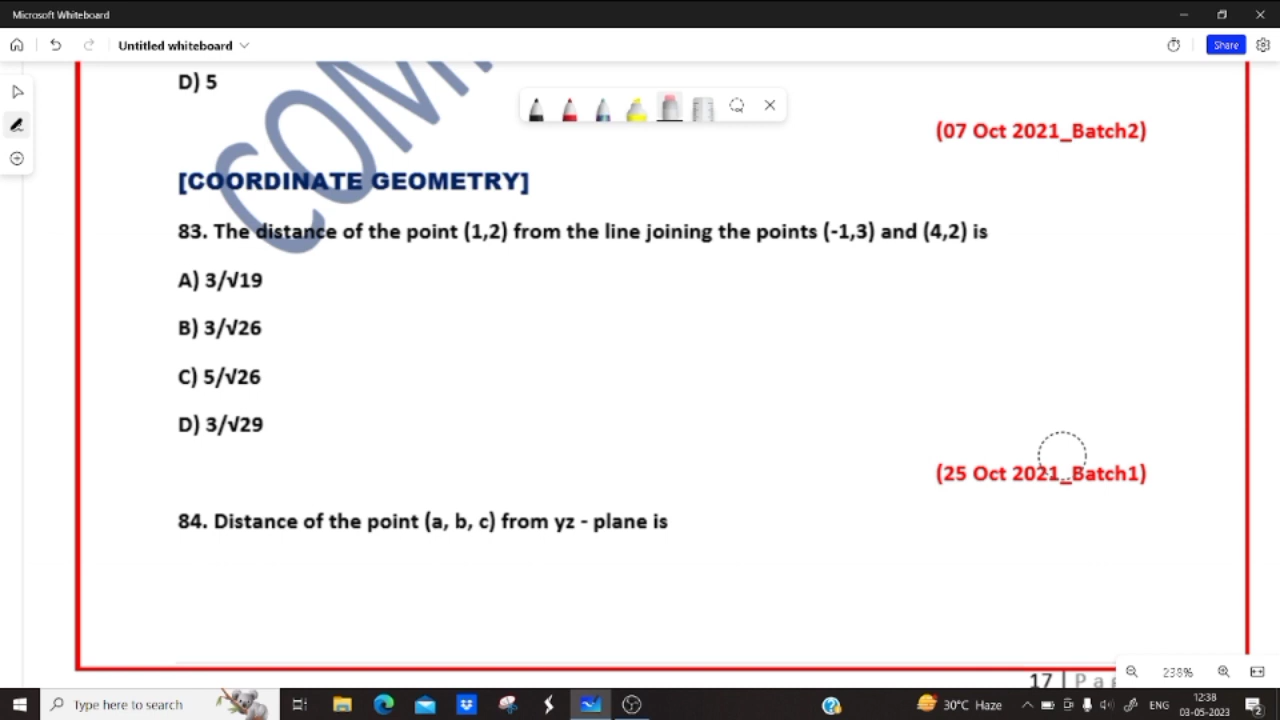 Microsoft Whiteboard
Untitled whiteboard
Share
D) 5
(07 Oct 2021_Batch2)
[COORDINATE GEOMETRY]
83. The distance of the point (1,2) from the line joining the points (-1,3) and (4,2) is
A) 3/√19
B) 3/√26
C) 5/√26
D) 3/√29
(25 Oct 2021_Batch1)
84. Distance of the point (a, b, c) from yz - plane is
17 | P a
238%
Type here to search
30°C Haze
ENG
12:38
03-05-2023
2